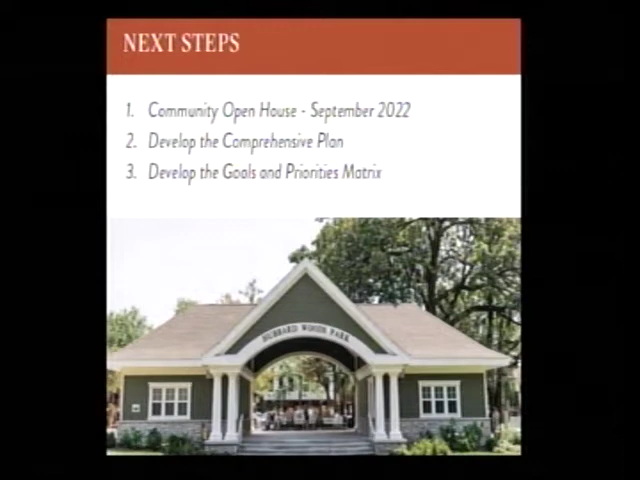 NEXT STEPS
1. Community Open House - September 2022
2. Develop the Comprehensive Plan
3. Develop the Goals and Priorities Matrix
HUBBARD WOODS PARK